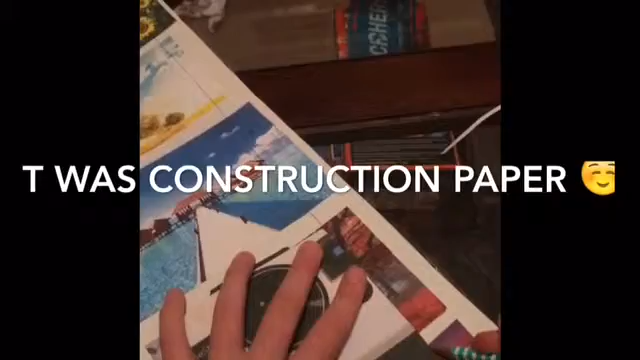 T WAS CONSTRUCTION PAPER ☺️